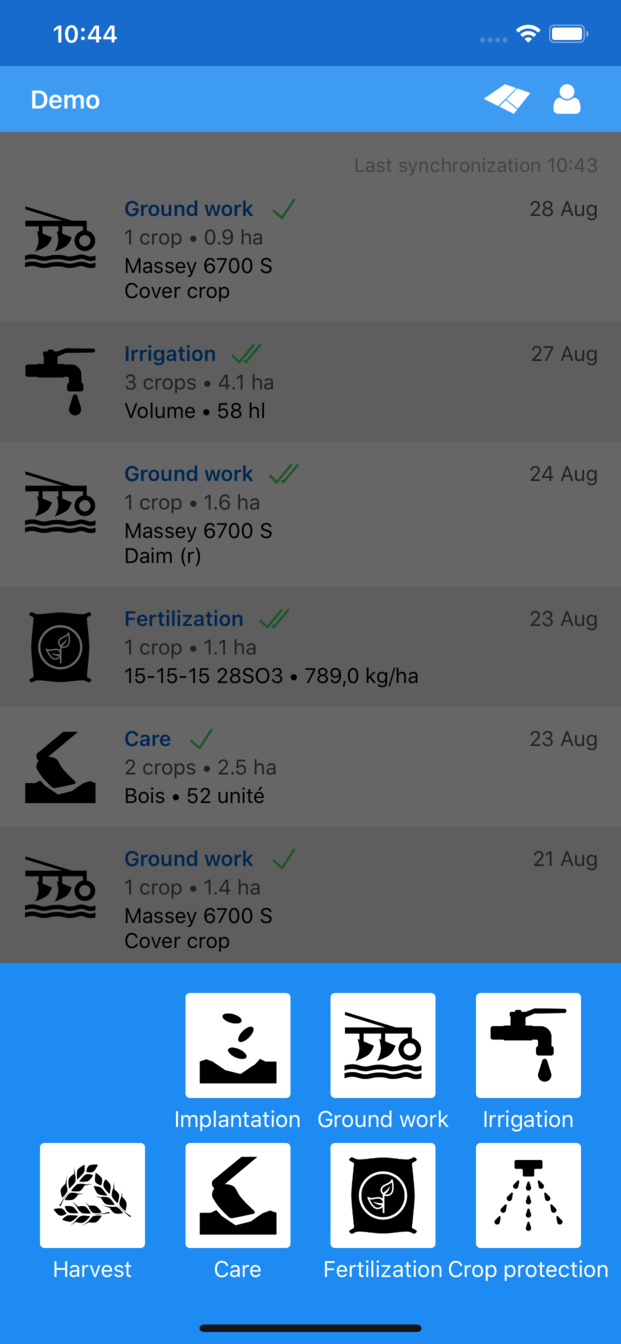 10:44
Demo
Last synchronization 10:43
Ground work
28 Aug
1 crop • 0.9 ha
Massey 6700 S
Cover crop
Irrigation
27 Aug
3 crops • 4.1 ha
Volume • 58 hl
Ground work
24 Aug
1 crop • 1.6 ha
Massey 6700 S
Daim (r)
Fertilization
23 Aug
1 crop • 1.1 ha
15-15-15 28SO3 • 789,0 kg/ha
Care
23 Aug
2 crops • 2.5 ha
Bois • 52 unité
Ground work
21 Aug
1 crop • 1.4 ha
Massey 6700 S
Cover crop
Implantation
Ground work
Irrigation
Harvest
Care
Fertilization
Crop protection